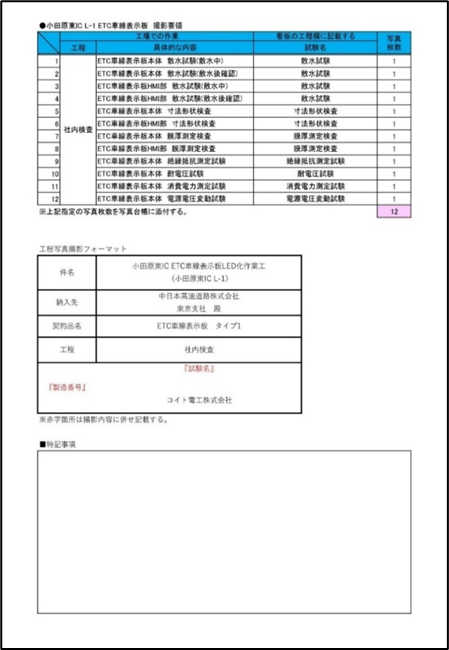 ●小田原東IC L-1 ETC車線表示板 撮影要領
工場での作業 看板の工程欄に記載する 写真枚数
工程 具体的な内容 試験名
1 社内検査 ETC車線表示板本体 散水試験(散水中) 散水試験 1
2 ETC車線表示板本体 散水試験(散水後確認) 散水試験 1
3 ETC車線表示板HMI部 散水試験(散水中) 散水試験 1
4 ETC車線表示板HMI部 散水試験(散水後確認) 散水試験 1
5 ETC車線表示板本体 寸法形状検査 寸法形状検査 1
6 ETC車線表示板HMI部 寸法形状検査 寸法形状検査 1
7 ETC車線表示板本体 膜厚測定検査 膜厚測定検査 1
8 ETC車線表示板HMI部 膜厚測定検査 膜厚測定検査 1
9 ETC車線表示板本体 絶縁抵抗測定試験 絶縁抵抗測定試験 1
10 ETC車線表示板本体 耐電圧試験 耐電圧試験 1
11 ETC車線表示板本体 消費電力測定試験 消費電力測定試験 1
12 ETC車線表示板本体 電源電圧変動試験 電源電圧変動試験 1
※上記指定の写真枚数を写真台帳に添付する。 12
工程写真撮影フォーマット
件名 小田原東IC ETC車線表示板LED化作業工
(小田原東IC L-1)
納入先 中日本高速道路株式会社
東京支社 殿
契約品名 ETC車線表示板 タイプ1
工程 社内検査
『試験名』
『製造番号』
コイト電工株式会社
※赤字箇所は撮影内容に併せ記載する。
■特記事項